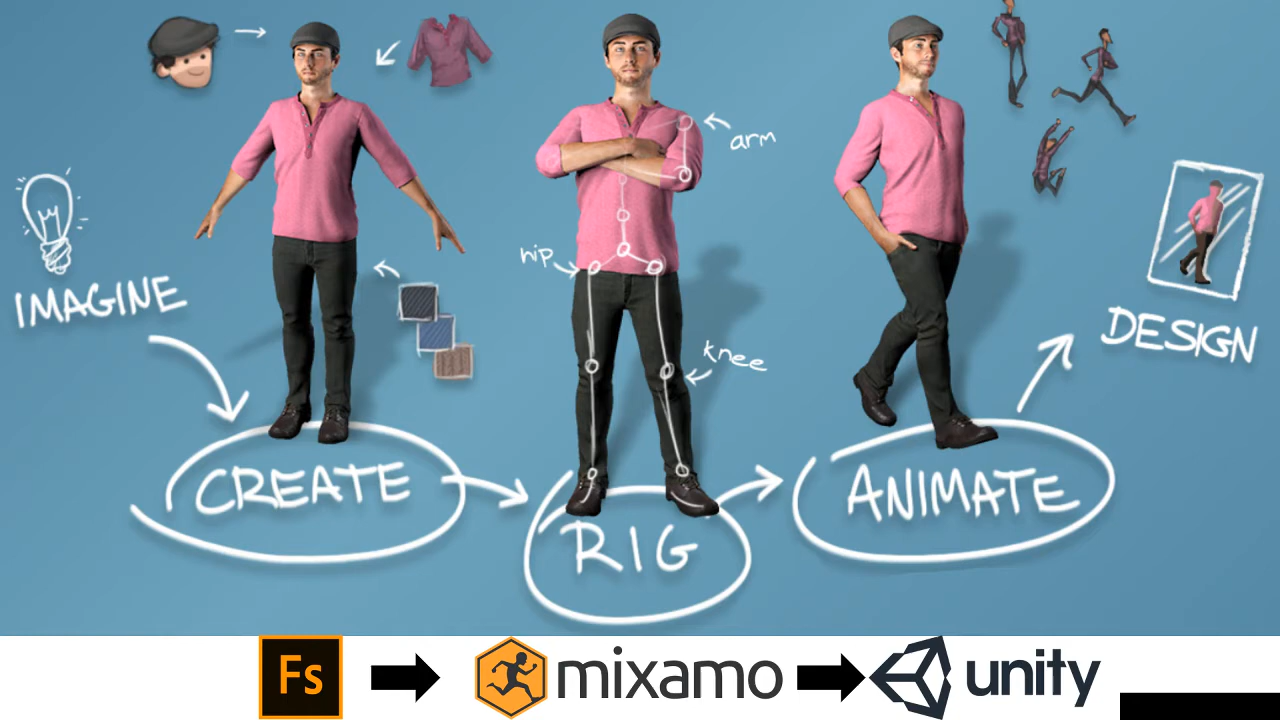 arm
hip
IMAGINE
knee
DESIGN
CREATE
RIG
ANIMATE
Fs
mixamo
unity